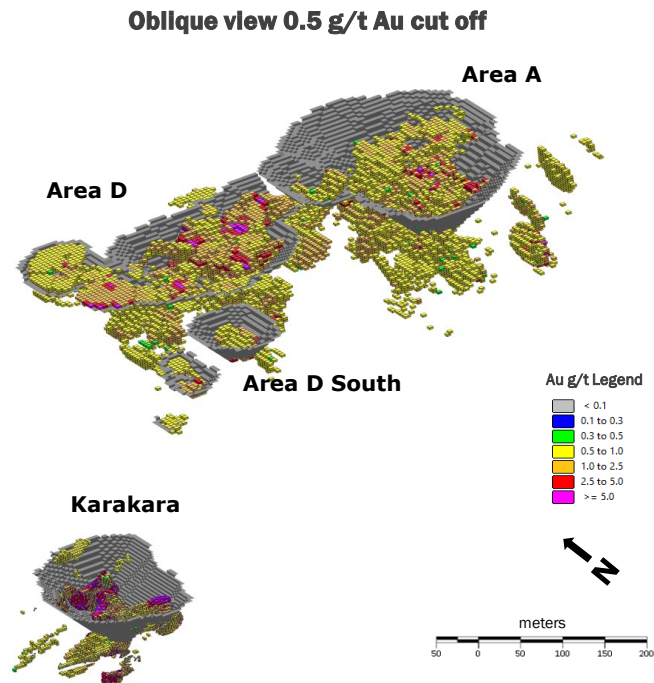 Oblique view 0.5 g/t Au cut off
Area A
Area D
Area D South
Au g/t Legend
< 0.1
0.1 to 0.3
0.3 to 0.5
0.5 to 1.0
1.0 to 2.5
2.5 to 5.0
>= 5.0
Karakara
N
meters
50 0 50 100 150 200